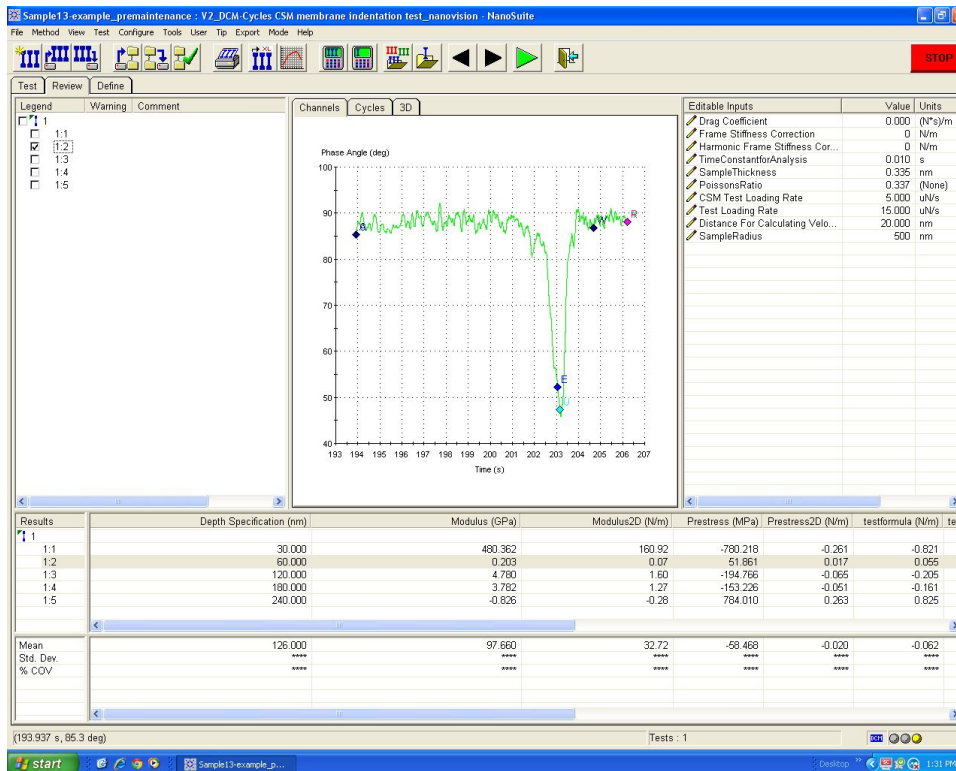 Sample13-example_premaintenance : V2_DCM-Cycles CSM membrane indentation test_nanovision - NanoSuite
File Method View Test Configure Tools User Tip Export Mode Help
STOP
Test Review Define
Legend Warning Comment
1
1:1
1:2
1:3
1:4
1:5
Channels Cycles 3D
Phase Angle (deg)
100
90
80
70
60
50
40
193 194 195 196 197 198 199 200 201 202 203 204 205 206 207
Time (s)
R
E
U
Editable Inputs Value Units
Drag Coefficient 0.000 (N*s)/m
Frame Stiffness Correction 0 N/m
Harmonic Frame Stiffness Cor... 0 N/m
TimeConstantforAnalysis 0.010 s
SampleThickness 0.335 nm
PoissonsRatio 0.337 (None)
CSM Test Loading Rate 5.000 uN/s
Test Loading Rate 15.000 uN/s
Distance For Calculating Velo... 20.000 nm
SampleRadius 500 nm
Results Depth Specification (nm) Modulus (GPa) Modulus2D (N/m) Prestress (MPa) Prestress2D (N/m) testformula (N/m) te
1
1:1 30.000 480.362 160.92 -780.218 -0.261 -0.821
1:2 60.000 0.203 0.07 51.861 0.017 0.055
1:3 120.000 4.780 1.60 -194.766 -0.065 -0.205
1:4 180.000 3.782 1.27 -153.226 -0.051 -0.161
1:5 240.000 -0.826 -0.28 784.010 0.263 0.825
Mean 126.000 97.660 32.72 -58.468 -0.020 -0.062
Std. Dev. **** **** **** **** **** ****
% COV **** **** **** **** **** ****
(193.937 s, 85.3 deg) Tests : 1
start Sample13-example_p... Desktop 1:31 PM